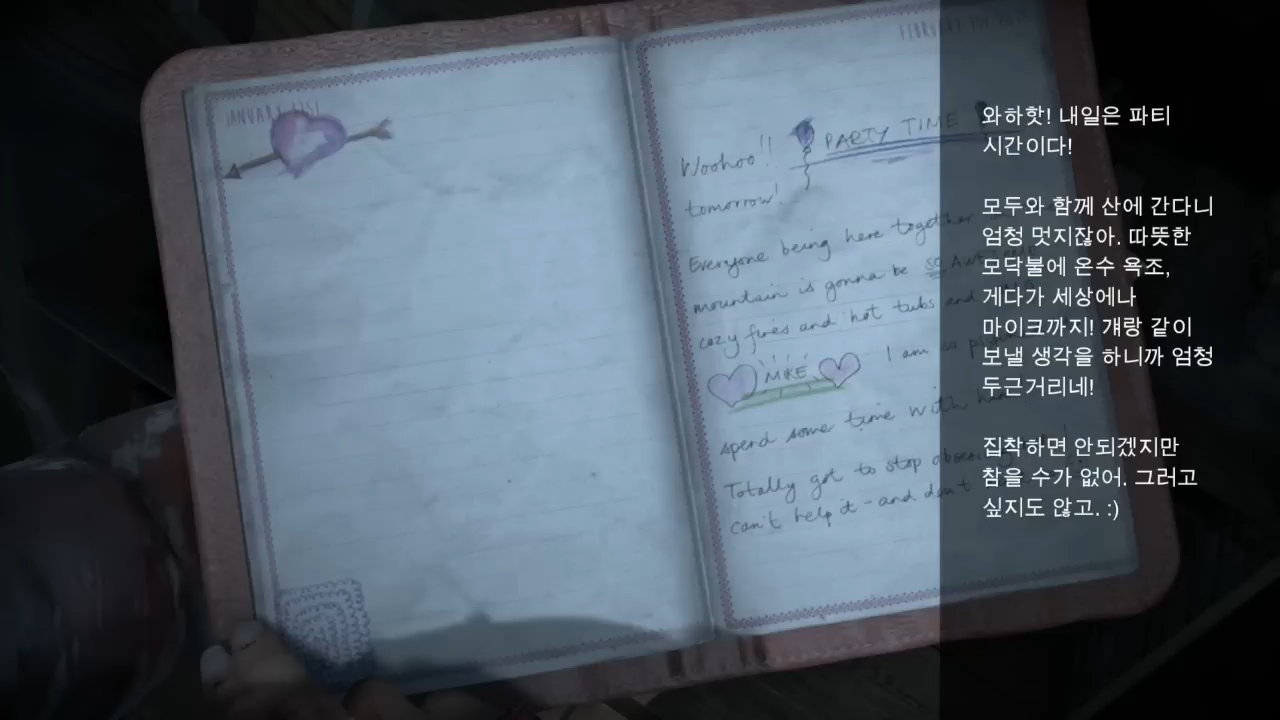 JANUARY 31ST
FEBRUARY
Woohoo!! PARTY TIME
tomorrow!
Everyone being here together
mountain is gonna be so Awesome
cozy fires and hot tubs and
MIKE I am so
spend some time with him
Totally got to stop
can't help it - and don't
와하핫! 내일은 파티
시간이다!
모두와 함께 산에 간다니
엄청 멋지잖아. 따뜻한
모닥불에 온수 욕조,
게다가 세상에나
마이크까지! 걔랑 같이
보낼 생각을 하니까 엄청
두근거리네!
집착하면 안되겠지만
참을 수가 없어. 그러고
싶지도 않고. :)